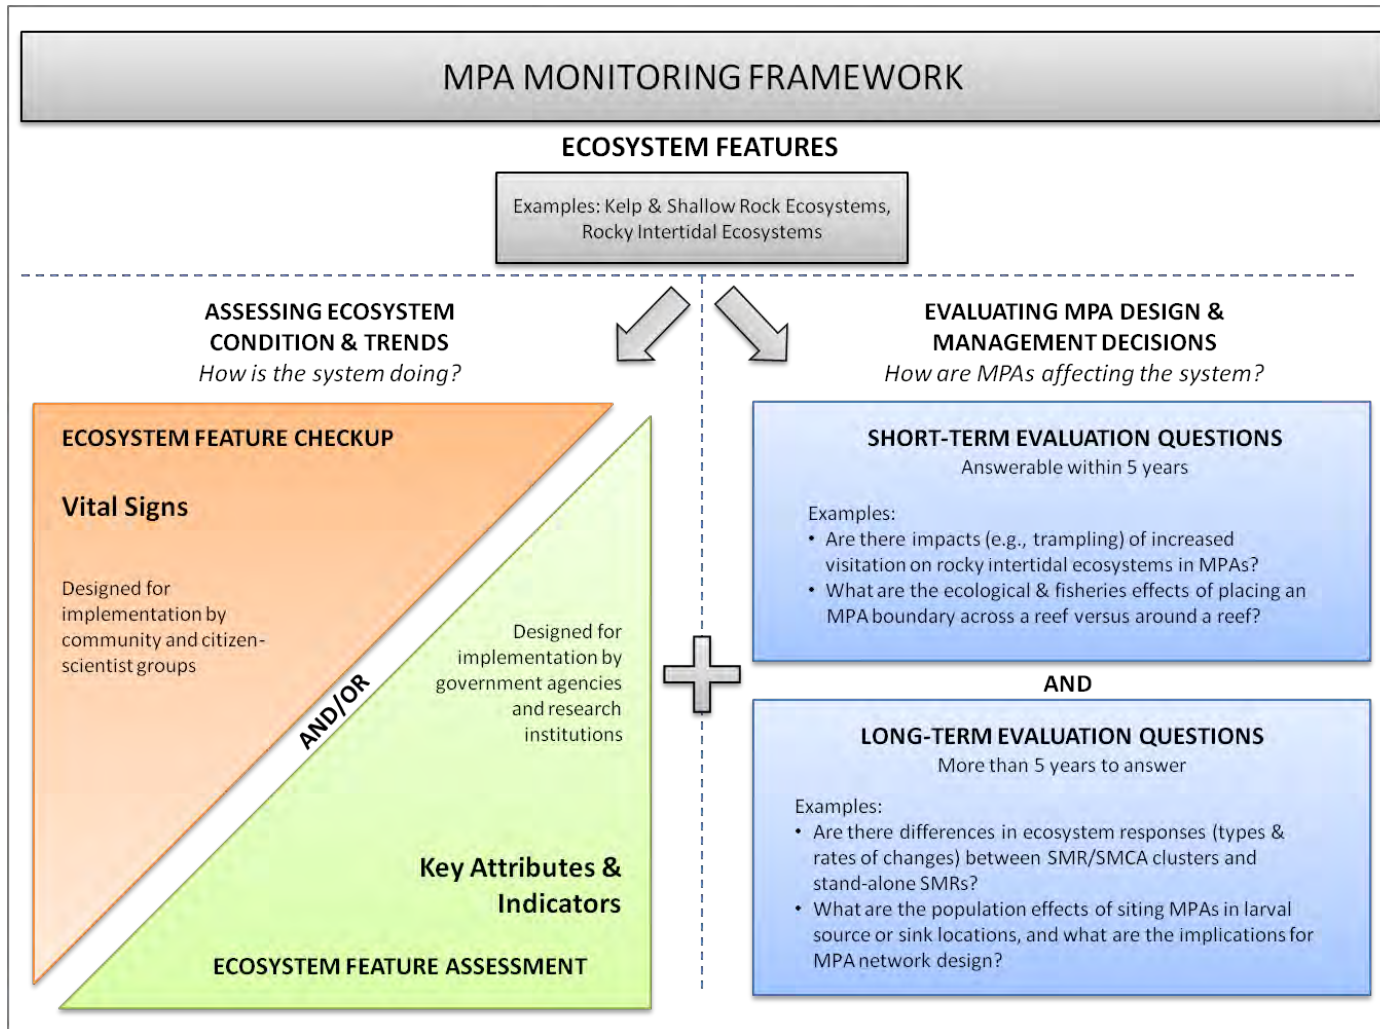 MPA MONITORING FRAMEWORK
ECOSYSTEM FEATURES
Examples: Kelp & Shallow Rock Ecosystems,
Rocky Intertidal Ecosystems
ASSESSING ECOSYSTEM
CONDITION & TRENDS
How is the system doing?
ECOSYSTEM FEATURE CHECKUP
Vital Signs
Designed for
implementation by
community and citizen-
scientist groups
AND/OR
Designed for
implementation by
government agencies
and research
institutions
Key Attributes &
Indicators
ECOSYSTEM FEATURE ASSESSMENT
EVALUATING MPA DESIGN &
MANAGEMENT DECISIONS
How are MPAs affecting the system?
SHORT-TERM EVALUATION QUESTIONS
Answerable within 5 years
Examples:
• Are there impacts (e.g., trampling) of increased
visitation on rocky intertidal ecosystems in MPAs?
• What are the ecological & fisheries effects of placing an
MPA boundary across a reef versus around a reef?
AND
LONG-TERM EVALUATION QUESTIONS
More than 5 years to answer
Examples:
• Are there differences in ecosystem responses (types &
rates of changes) between SMR/SMCA clusters and
stand-alone SMRs?
• What are the population effects of siting MPAs in larval
source or sink locations, and what are the implications for
MPA network design?